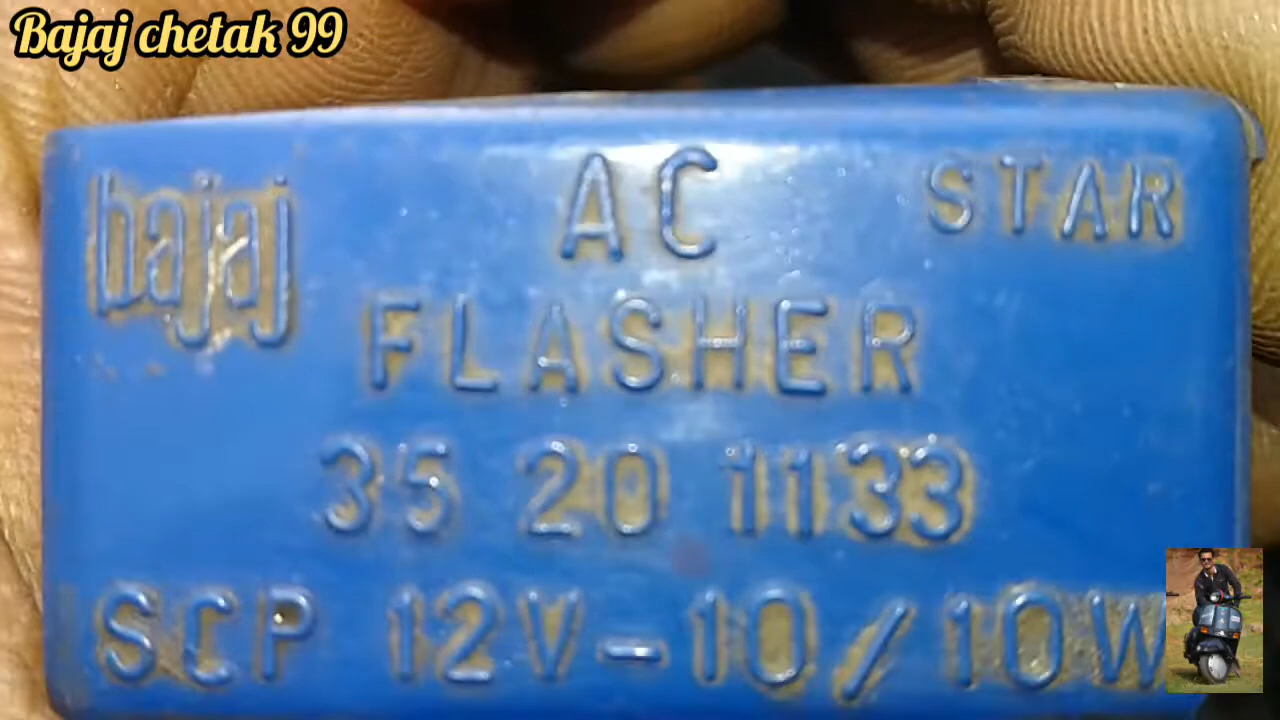 Bajaj chetak 99
bajaj AC STAR
FLASHER
35 20 1133
SCP 12V-10/10W